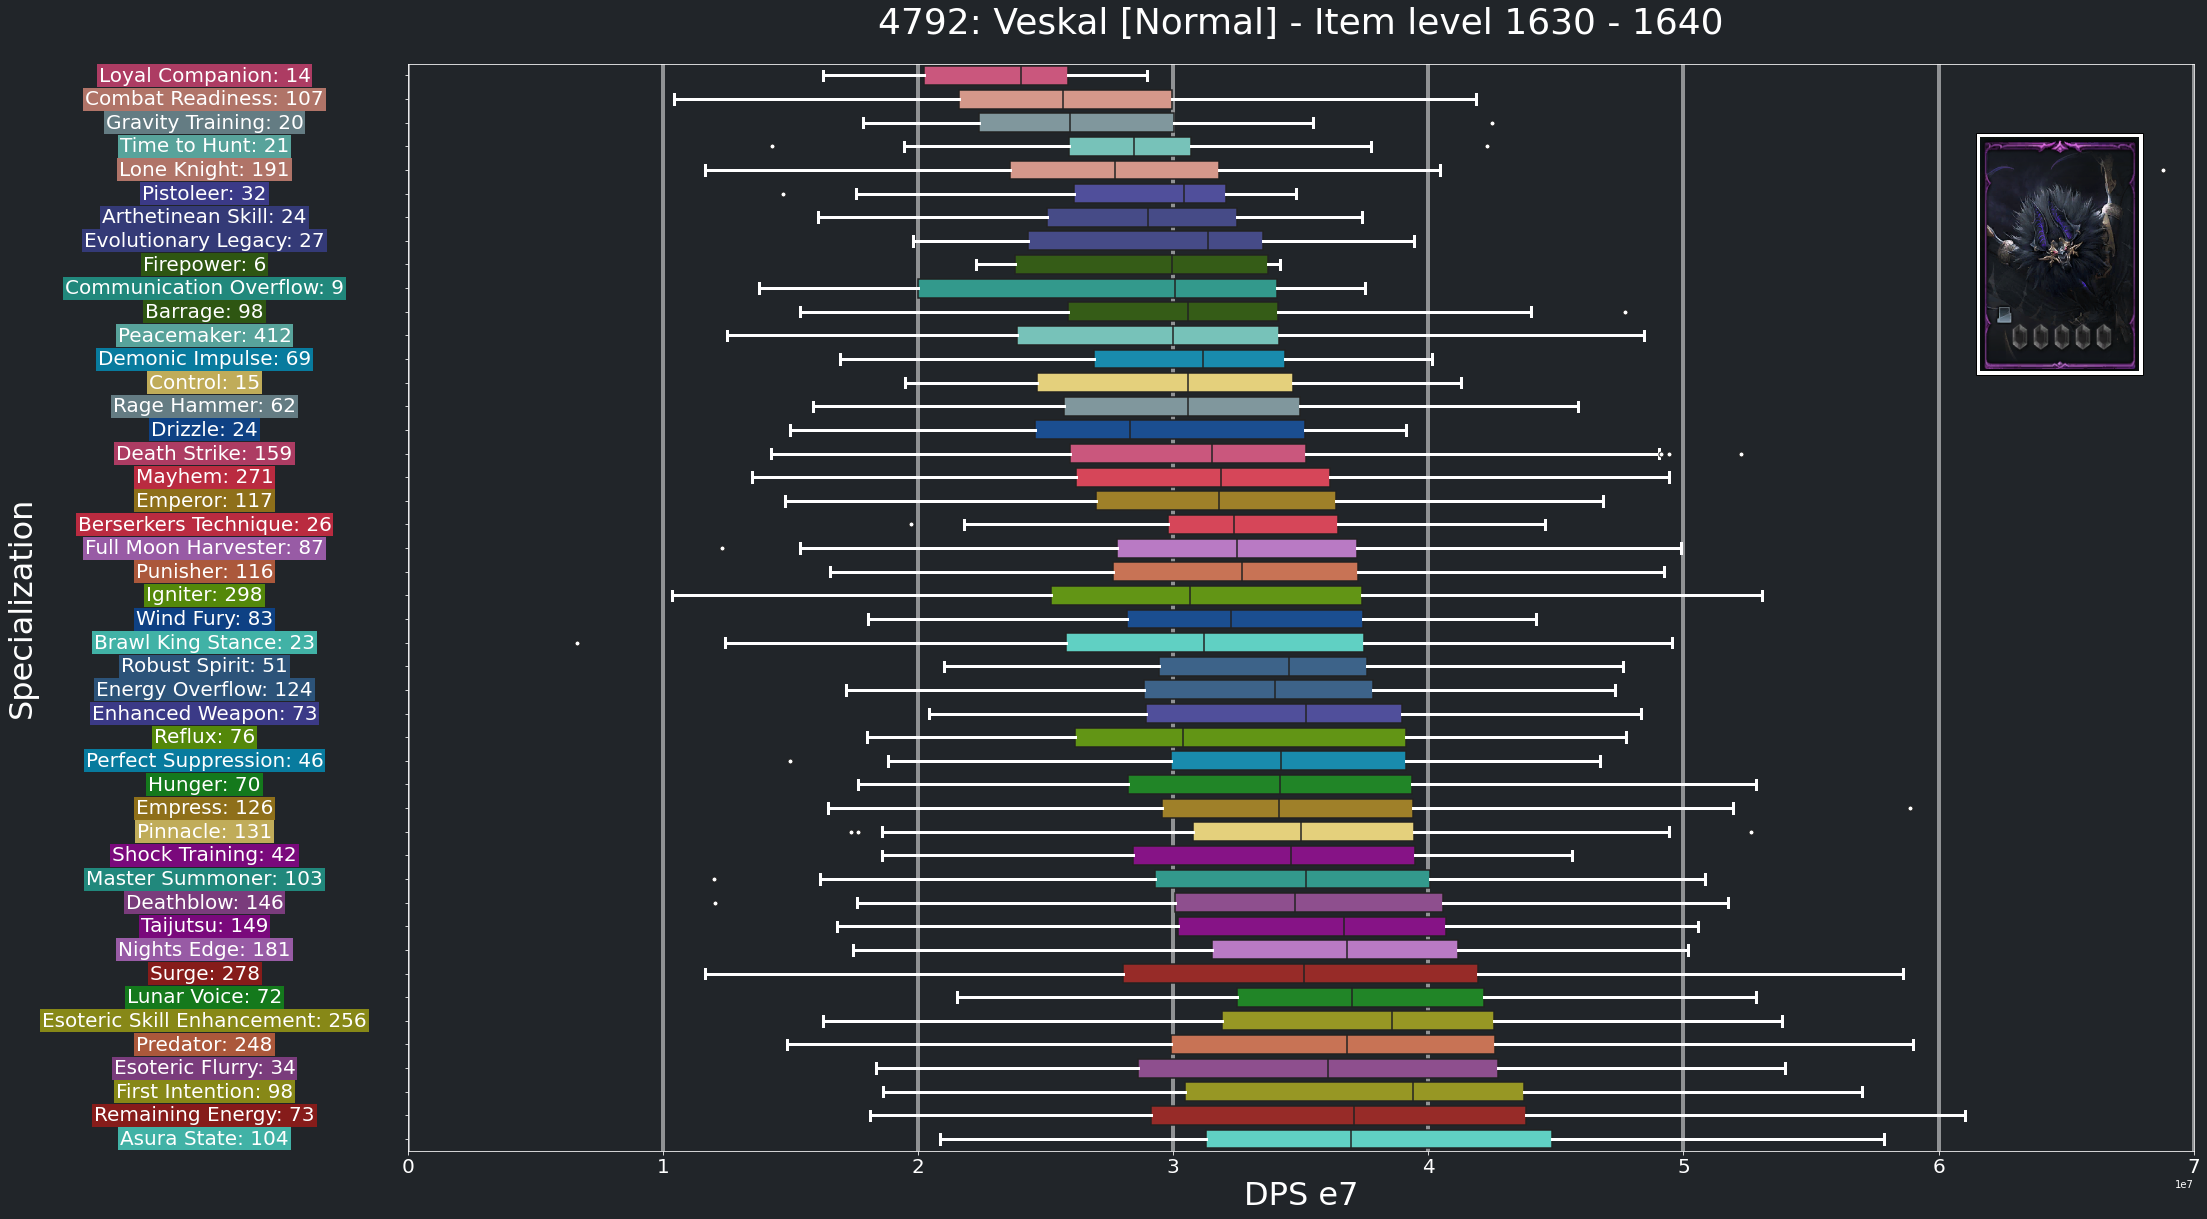 4792: Veskal [Normal] - Item level 1630 - 1640
Loyal Companion: 14
Combat Readiness: 107
Gravity Training: 20
Time to Hunt: 21
Lone Knight: 191
Pistoleer: 32
Arthetinean Skill: 24
Evolutionary Legacy: 27
Firepower: 6
Communication Overflow: 9
Barrage: 98
Peacemaker: 412
Demonic Impulse: 69
Control: 15
Rage Hammer: 62
Drizzle: 24
Death Strike: 159
Mayhem: 271
Emperor: 117
Berserkers Technique: 26
Full Moon Harvester: 87
Punisher: 116
Igniter: 298
Wind Fury: 83
Brawl King Stance: 23
Robust Spirit: 51
Energy Overflow: 124
Enhanced Weapon: 73
Reflux: 76
Perfect Suppression: 46
Hunger: 70
Empress: 126
Pinnacle: 131
Shock Training: 42
Master Summoner: 103
Deathblow: 146
Taijutsu: 149
Nights Edge: 181
Surge: 278
Lunar Voice: 72
Esoteric Skill Enhancement: 256
Predator: 248
Esoteric Flurry: 34
First Intention: 98
Remaining Energy: 73
Asura State: 104
Specialization
0 1 2 3 4 5 6 7
1e7
DPS e7